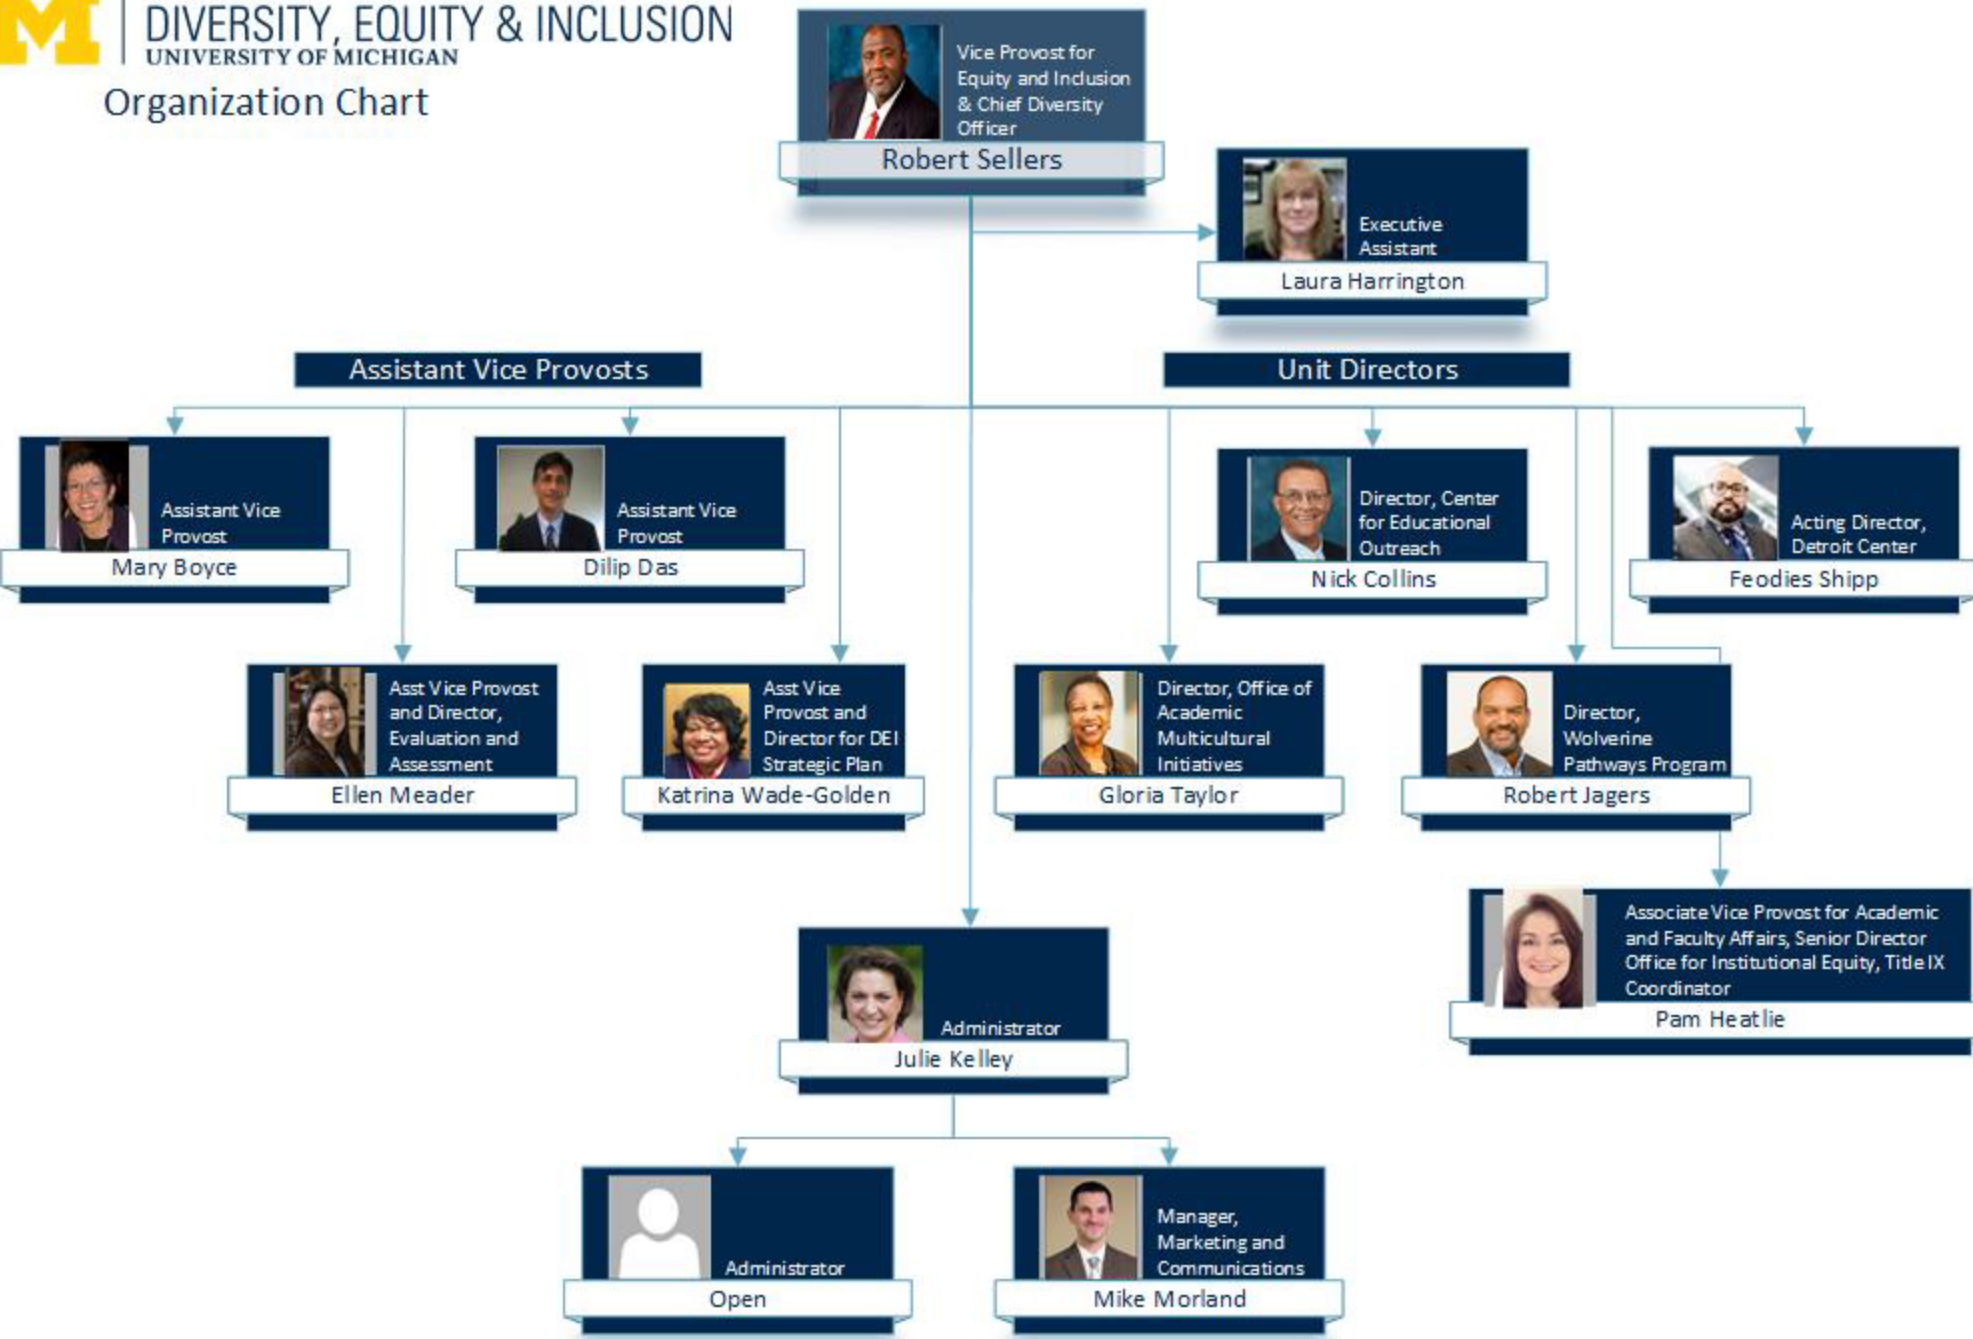 M
DIVERSITY, EQUITY & INCLUSION
UNIVERSITY OF MICHIGAN
Organization Chart
Vice Provost for
Equity and Inclusion
& Chief Diversity
Officer
Robert Sellers
Executive
Assistant
Laura Harrington
Assistant Vice Provosts
Unit Directors
Assistant Vice
Provost
Mary Boyce
Assistant Vice
Provost
Dilip Das
Director, Center
for Educational
Outreach
Nick Collins
Acting Director,
Detroit Center
Feodies Shipp
Asst Vice Provost
and Director,
Evaluation and
Assessment
Ellen Meader
Asst Vice
Provost and
Director for DEI
Strategic Plan
Katrina Wade-Golden
Director, Office of
Academic
Multicultural
Initiatives
Gloria Taylor
Director,
Wolverine
Pathways Program
Robert Jagers
Associate Vice Provost for Academic
and Faculty Affairs, Senior Director
Office for Institutional Equity, Title IX
Coordinator
Pam Heatlie
Administrator
Julie Kelley
Administrator
Open
Manager,
Marketing and
Communications
Mike Morland